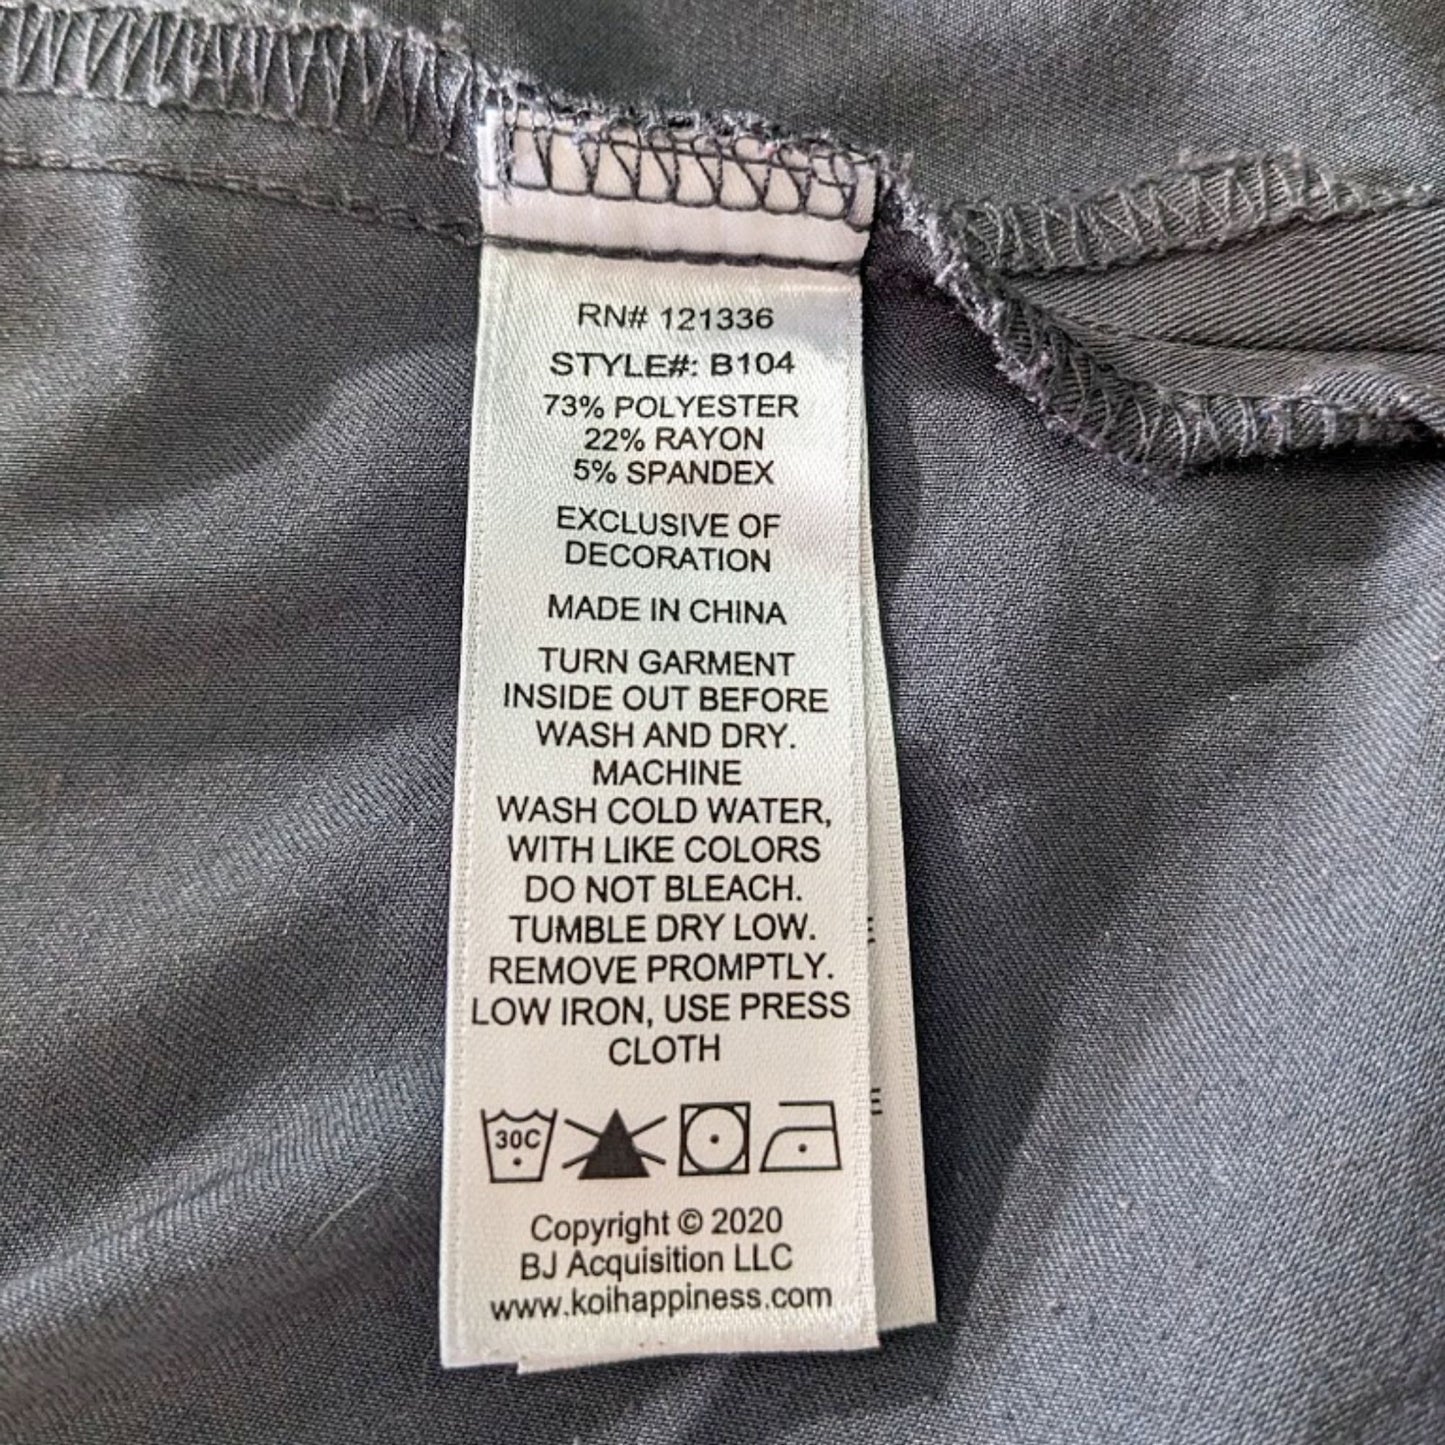 RN# 121336
STYLE#: B104
73% POLYESTER
22% RAYON
5% SPANDEX
EXCLUSIVE OF
DECORATION
MADE IN CHINA
TURN GARMENT
INSIDE OUT BEFORE
WASH AND DRY.
MACHINE
WASH COLD WATER,
WITH LIKE COLORS
DO NOT BLEACH.
TUMBLE DRY LOW.
REMOVE PROMPTLY.
LOW IRON, USE PRESS
CLOTH
30C
Copyright © 2020
BJ Acquisition LLC
www.koihappiness.com